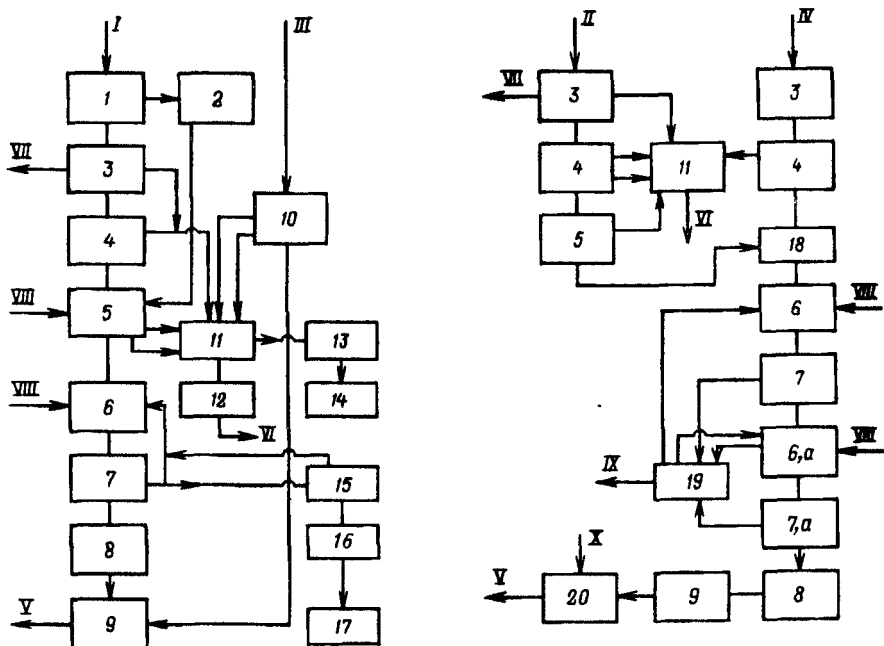 I III II IV
1 2 3
VII 3 VII 3
4 10 4 11 4
VI
VIII 5 5 18
11 13 6 VIII
VIII 6 12 14 7
VI
7 15 6,а VIII
IX 19
8 16 7,а
X
V 9 17 V 20 9 8